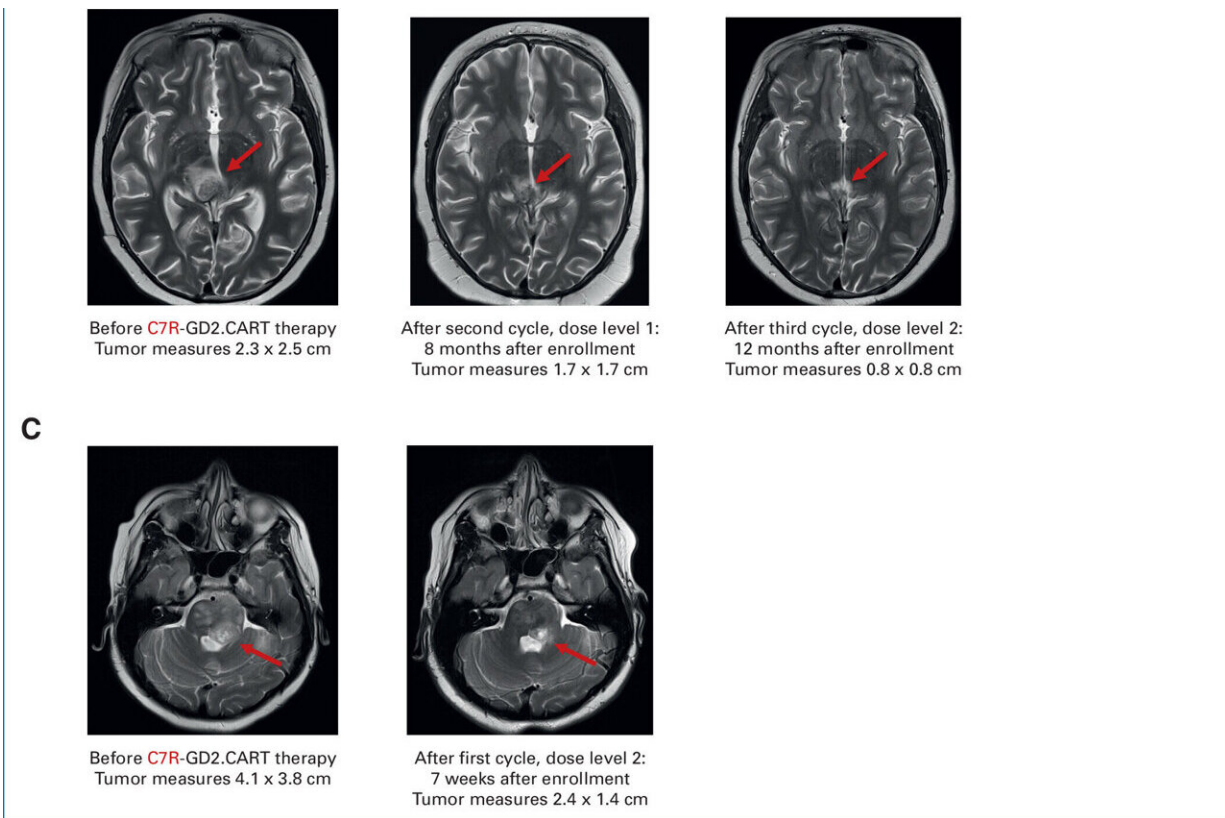 Before C7R-GD2.CART therapy
Tumor measures 2.3 x 2.5 cm
After second cycle, dose level 1:
8 months after enrollment
Tumor measures 1.7 x 1.7 cm
After third cycle, dose level 2:
12 months after enrollment
Tumor measures 0.8 x 0.8 cm
C
Before C7R-GD2.CART therapy
Tumor measures 4.1 x 3.8 cm
After first cycle, dose level 2:
7 weeks after enrollment
Tumor measures 2.4 x 1.4 cm